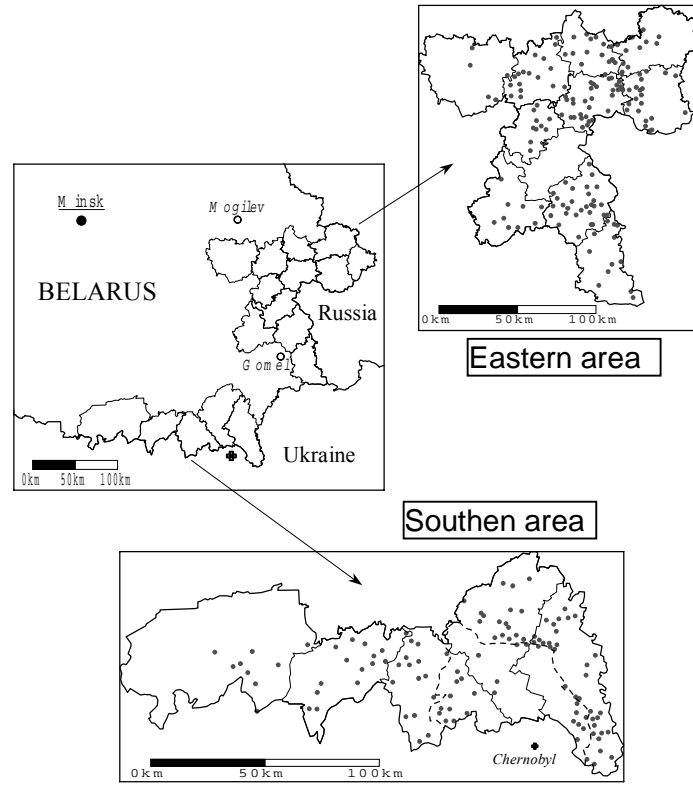 0km 50km 100km
Eastern area
Minsk
Mogilev
BELARUS
Russia
Gomel
Ukraine
0km 50km 100km
Southen area
Chernobyl
0km 50km 100km